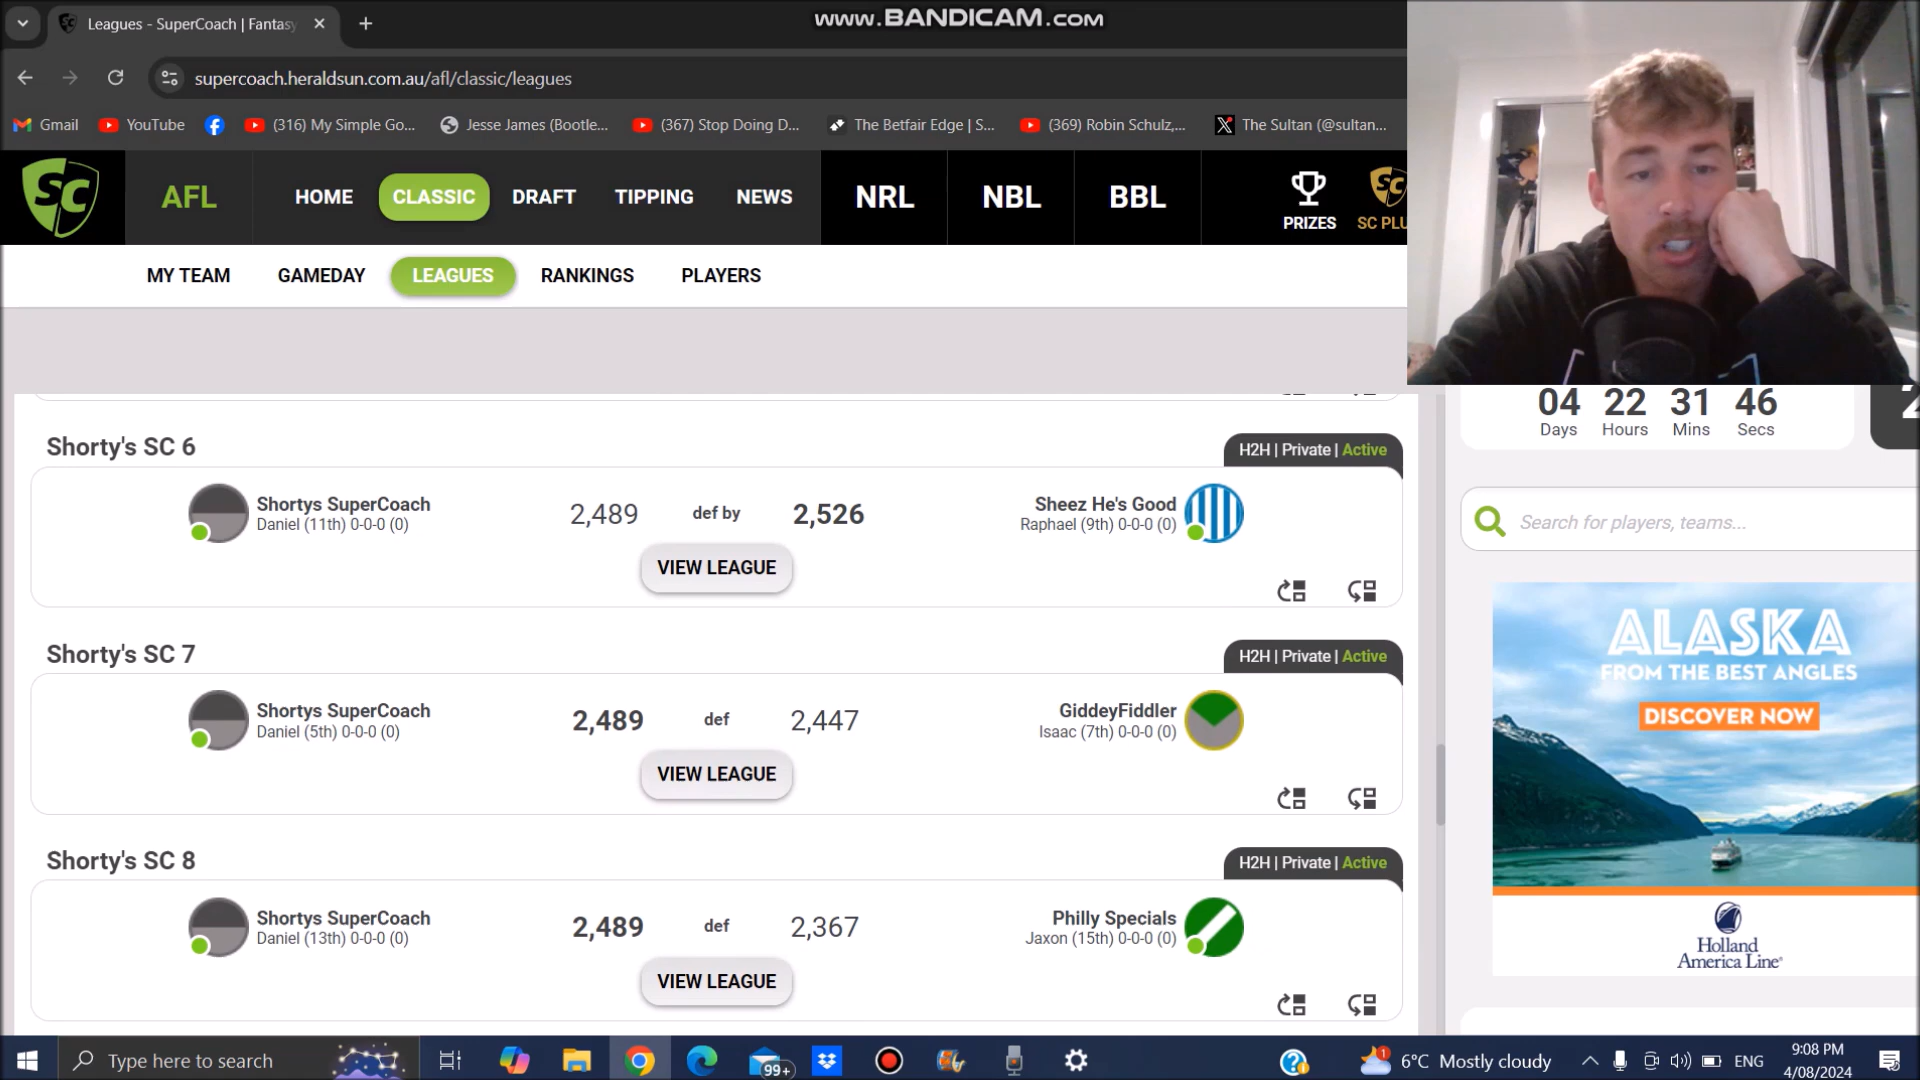 www.BANDICAM.com
Leagues - SuperCoach | Fantasy
supercoach.heraldsun.com.au/afl/classic/leagues
Gmail YouTube (316) My Simple Go... Jesse James (Bootle... (367) Stop Doing D... The Betfair Edge | S... (369) Robin Schulz,... The Sultan (@sultan...
SC AFL HOME CLASSIC DRAFT TIPPING NEWS NRL NBL BBL PRIZES SC PLU
MY TEAM GAMEDAY LEAGUES RANKINGS PLAYERS
04 22 31 46
Days Hours Mins Secs
Shorty's SC 6
H2H | Private | Active
Shortys SuperCoach 2,489 def by 2,526 Sheez He's Good
Daniel (11th) 0-0-0 (0) Raphael (9th) 0-0-0 (0)
VIEW LEAGUE
Shorty's SC 7
H2H | Private | Active
Shortys SuperCoach 2,489 def 2,447 GiddeyFiddler
Daniel (5th) 0-0-0 (0) Isaac (7th) 0-0-0 (0)
VIEW LEAGUE
Shorty's SC 8
H2H | Private | Active
Shortys SuperCoach 2,489 def 2,367 Philly Specials
Daniel (13th) 0-0-0 (0) Jaxon (15th) 0-0-0 (0)
VIEW LEAGUE
Search for players, teams...
ALASKA
FROM THE BEST ANGLES
DISCOVER NOW
Holland
America Line
Type here to search
99+
1
6°C Mostly cloudy
ENG
9:08 PM
4/08/2024